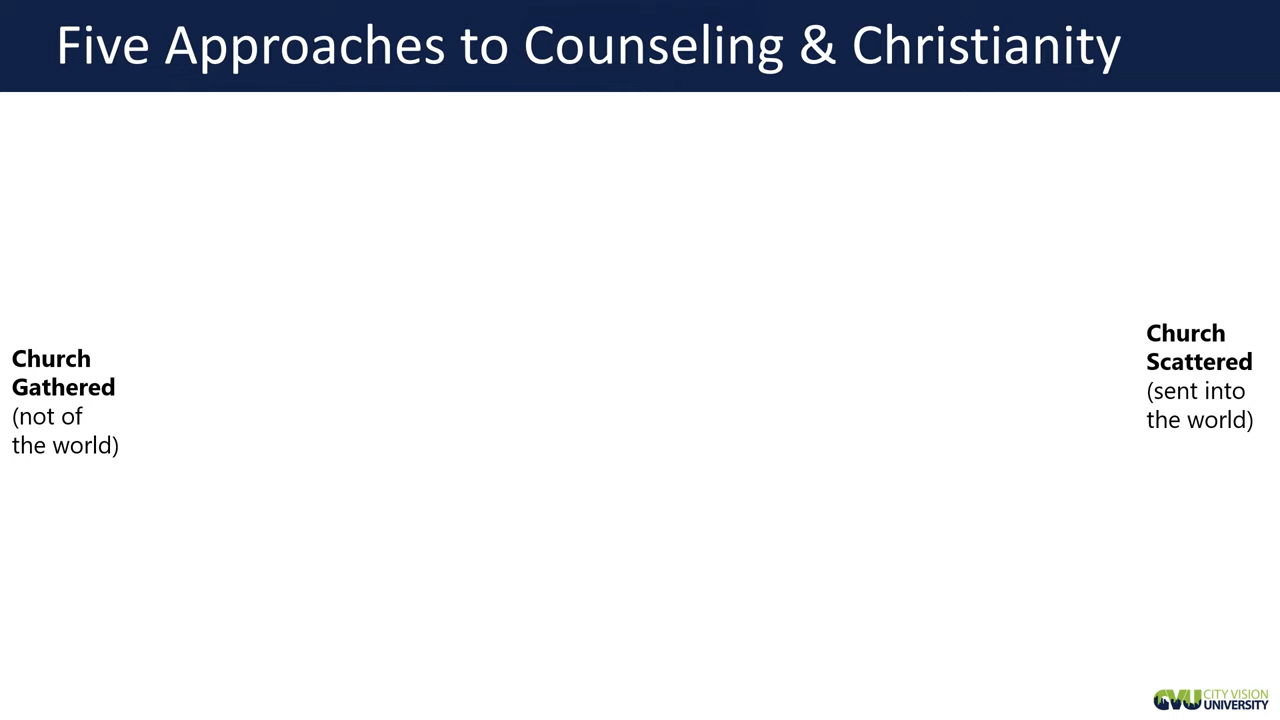 Five Approaches to Counseling & Christianity
Church
Gathered
(not of
the world)
Church
Scattered
(sent into
the world)
CVU CITY VISION
UNIVERSITY